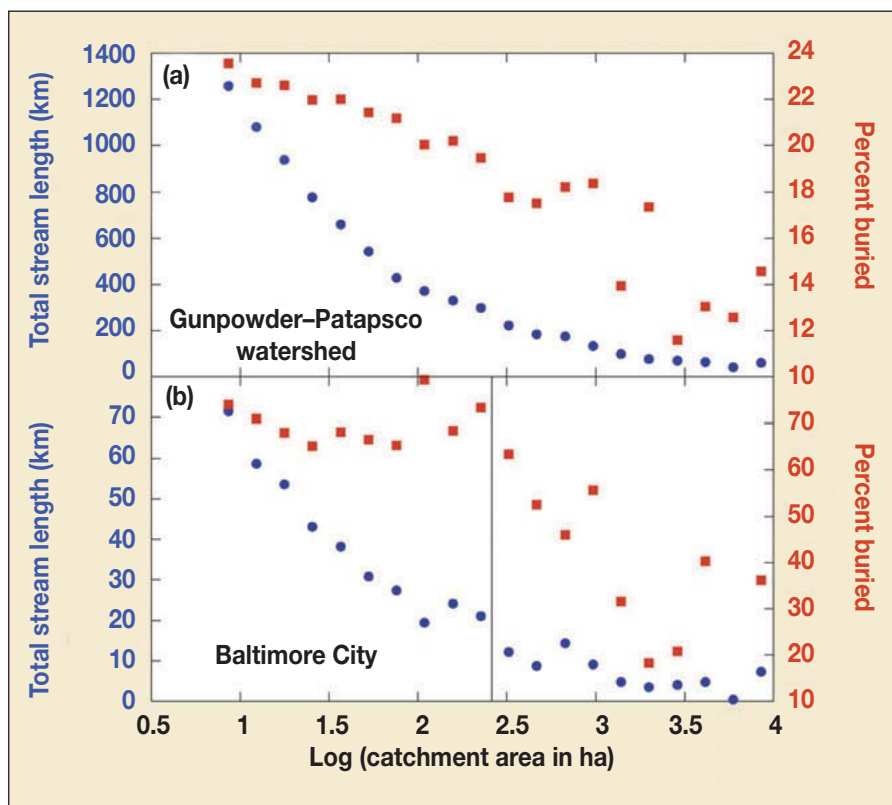 (a)
Total stream length (km)
1400
1200
1000
800
600
400
200
0
24
22
20
18
16
14
12
10
Percent buried
Gunpowder–Patapsco
watershed
(b)
Total stream length (km)
70
60
50
40
30
20
10
0
70
60
50
40
30
20
10
Percent buried
Baltimore City
0.5 1 1.5 2 2.5 3 3.5 4
Log (catchment area in ha)